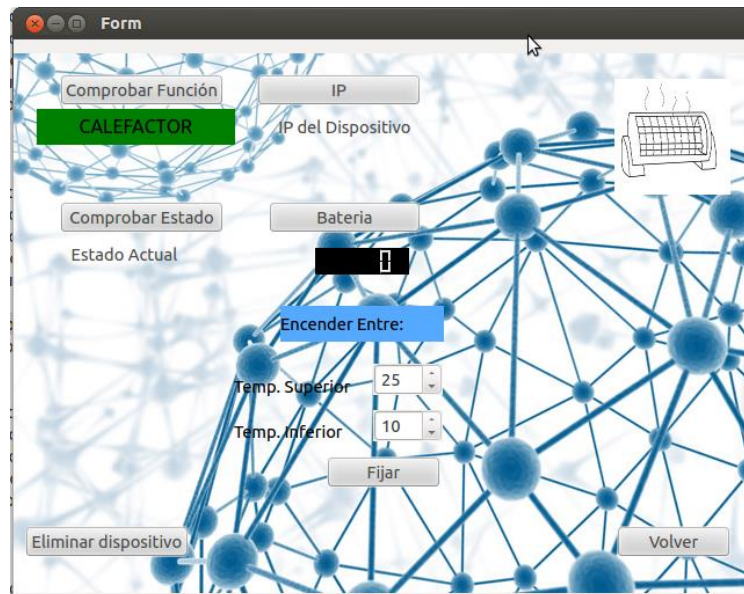 Form
Comprobar Función
IP
CALEFACTOR
IP del Dispositivo
Comprobar Estado
Bateria
Estado Actual
Encender Entre:
Temp. Superior
25
Temp. Inferior
10
Fijar
Eliminar dispositivo
Volver